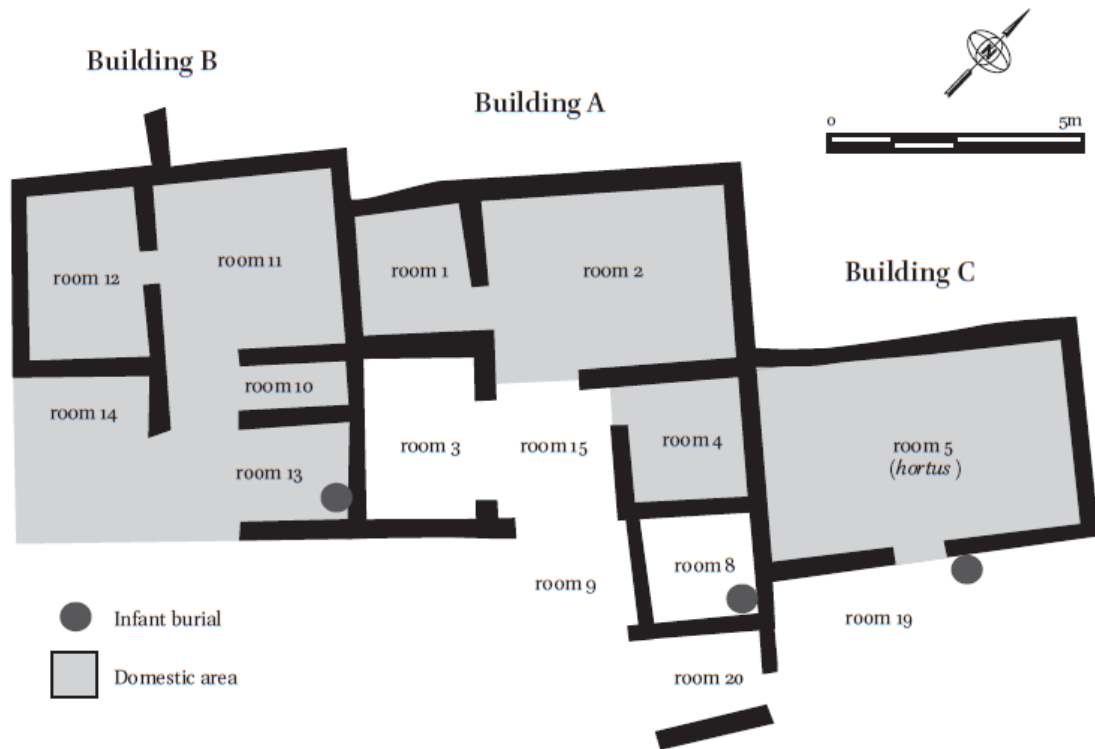 Building B
Building A
N
0 5m
room 12
room 11
room 1
room 2
Building C
room 10
room 14
room 3
room 15
room 4
room 5
(hortus)
room 13
room 9
room 8
room 19
room 20
Infant burial
Domestic area